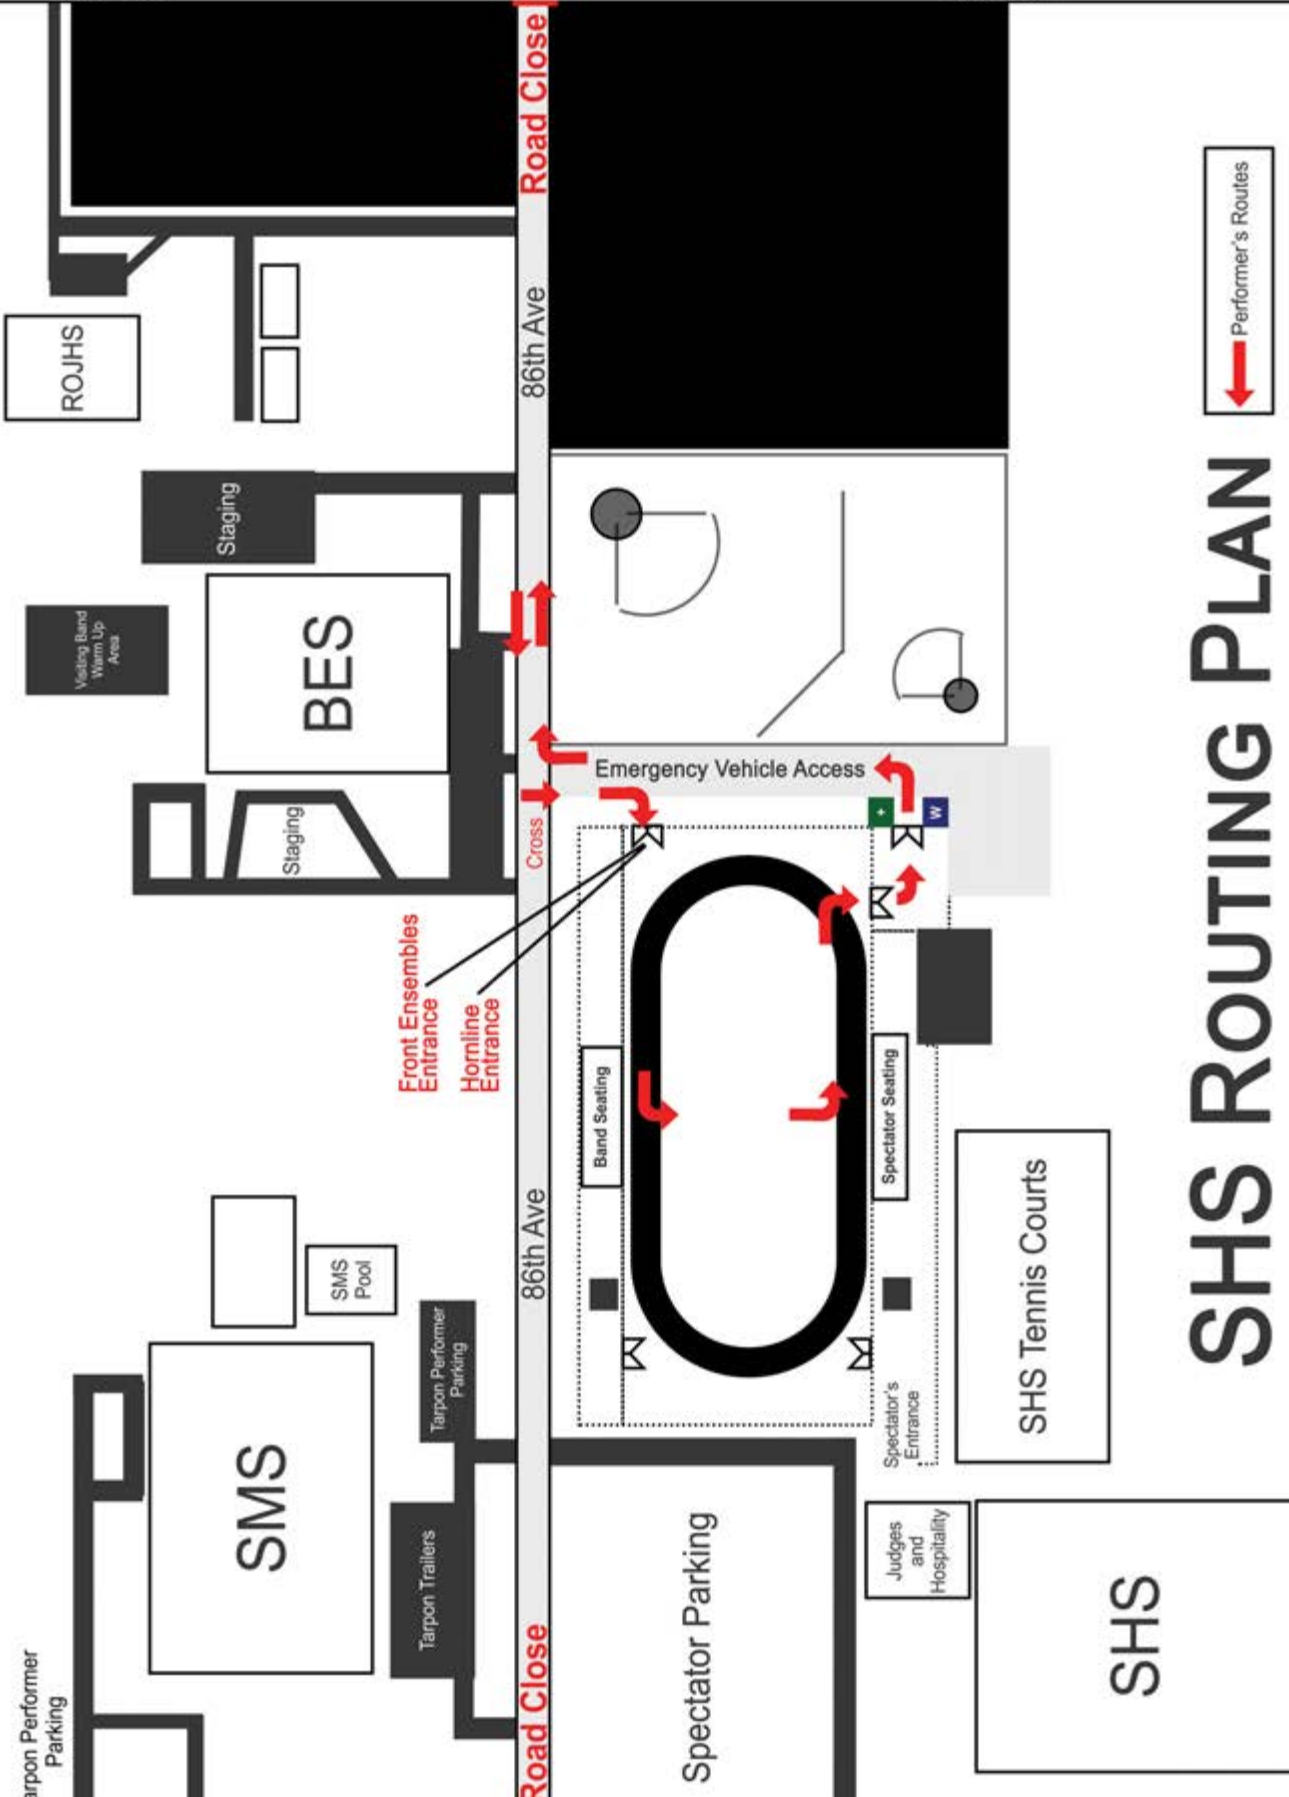 SHS ROUTING PLAN
Performer's Routes
Road Close
86th Ave
ROJHS
Staging
Visiting Band
Warm Up
Area
BES
Staging
Emergency Vehicle Access
+
W
Cross
Front Ensembles
Entrance
Hornline
Entrance
Band Seating
Spectator Seating
86th Ave
SMS
Pool
Tarpon Performer
Parking
SMS
Tarpon Trailers
Spectator's
Entrance
SHS Tennis Courts
Judges
and
Hospitality
Spectator Parking
SHS
Road Close
arpon Performer
Parking